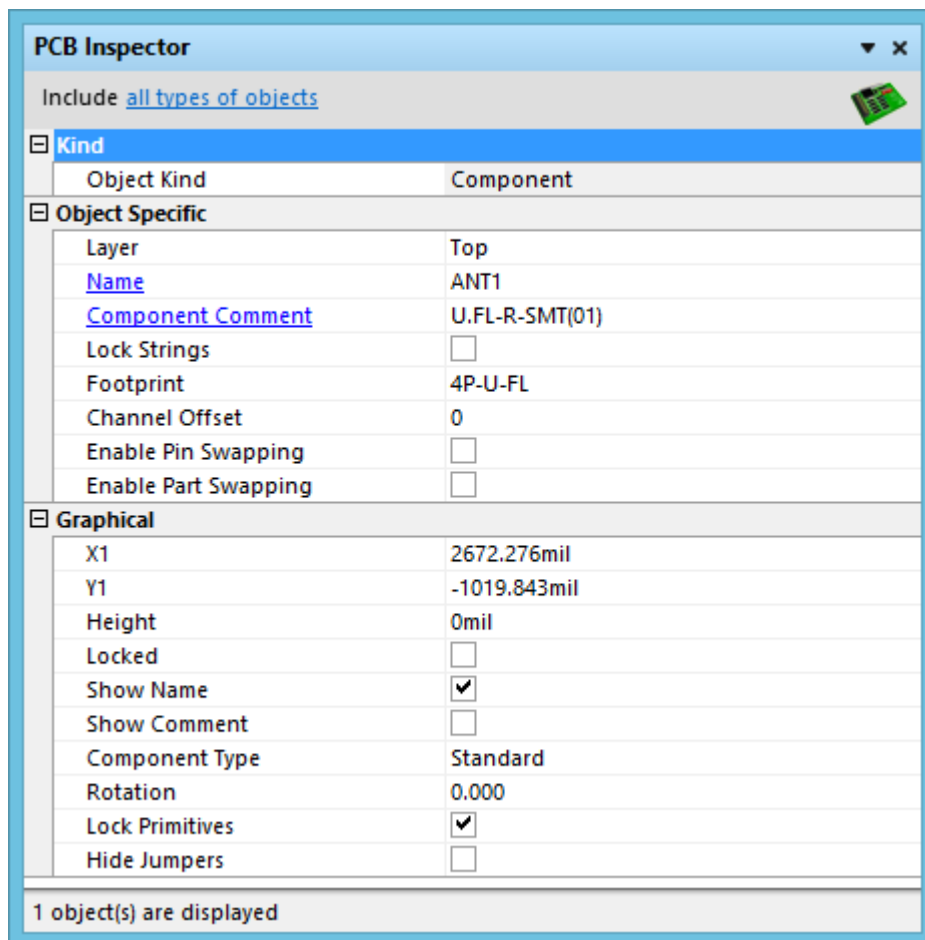 PCB Inspector
Include all types of objects
Kind
Object Kind Component
Object Specific
Layer Top
Name ANT1
Component Comment U.FL-R-SMT(01)
Lock Strings
Footprint 4P-U-FL
Channel Offset 0
Enable Pin Swapping
Enable Part Swapping
Graphical
X1 2672.276mil
Y1 -1019.843mil
Height 0mil
Locked
Show Name
Show Comment
Component Type Standard
Rotation 0.000
Lock Primitives
Hide Jumpers
1 object(s) are displayed